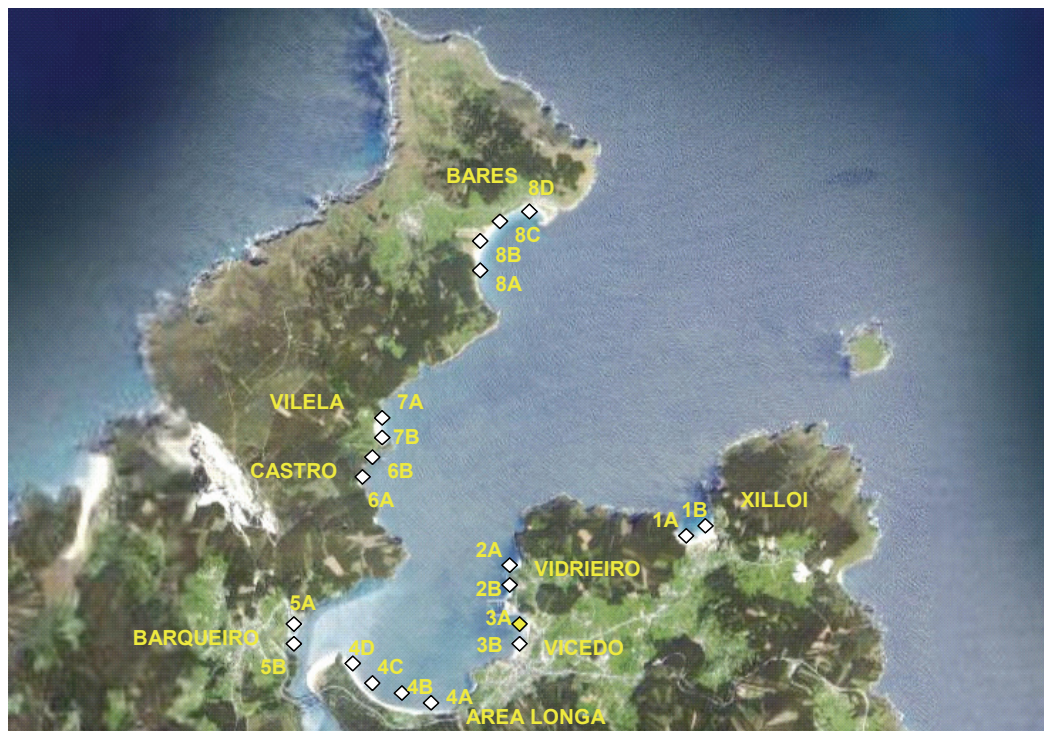 BARES
8D
8C
8B
8A
VILELA
7A
7B
CASTRO
6B
6A
XILLOI
1B
1A
2A
VIDRIEIRO
2B
5A
3A
BARQUEIRO
3B
VICEDO
4D
5B
4C
4B
4A
AREA LONGA